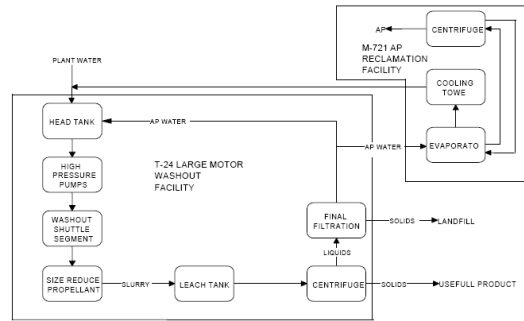 AP
CENTRIFUGE
M-721 AP
RECLAMATION
FACILITY
PLANT WATER
COOLING
TOWE
HEAD TANK
AP WATER
AP WATER
EVAPORATO
T-24 LARGE MOTOR
WASHOUT
FACILITY
HIGH
PRESSURE
PUMPS
WASHOUT
SHUTTLE
SEGMENT
FINAL
FILTRATION
SOLIDS
LANDFILL
LIQUIDS
SIZE REDUCE
PROPELLANT
SLURRY
LEACH TANK
CENTRIFUGE
SOLIDS
USEFULL PRODUCT